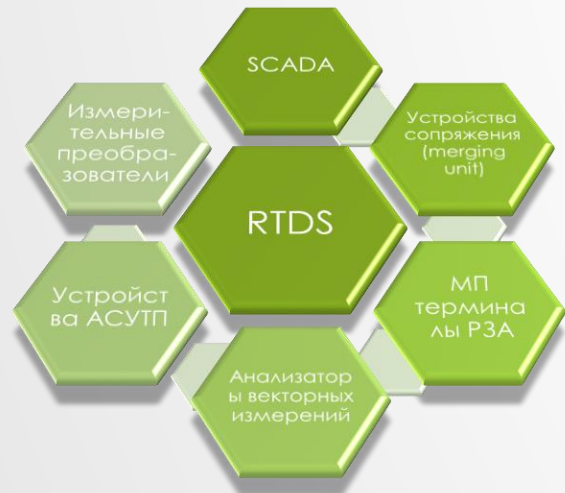 SCADA
Устройства
сопряжения
(merging
unit)
МП
термина
лы РЗА
Анализатор
ы векторных
измерений
Устройст
ва АСУТП
Измери-
тельные
преобра-
зователи
RTDS